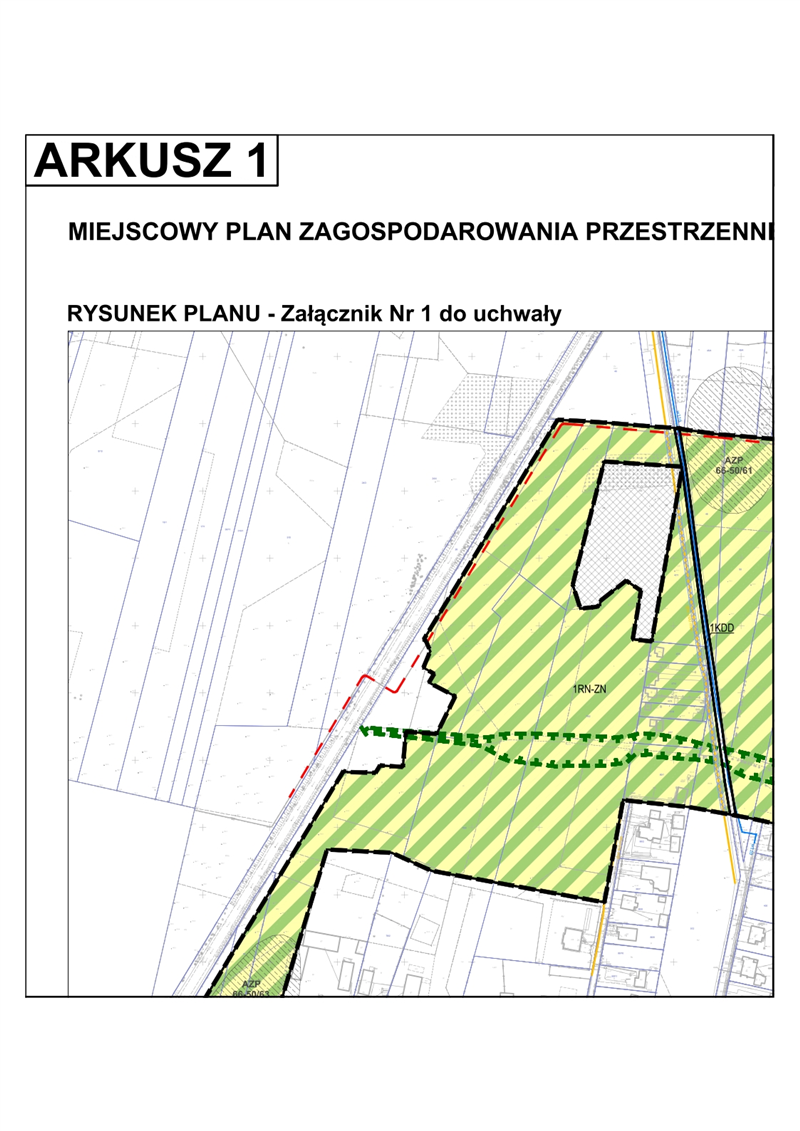 ARKUSZ 1
MIEJSCOWY PLAN ZAGOSPODAROWANIA PRZESTRZENNI
RYSUNEK PLANU - Załącznik Nr 1 do uchwały
AZP
66-50/61
1KDD
1RN-ZN
AZP
66-50/63